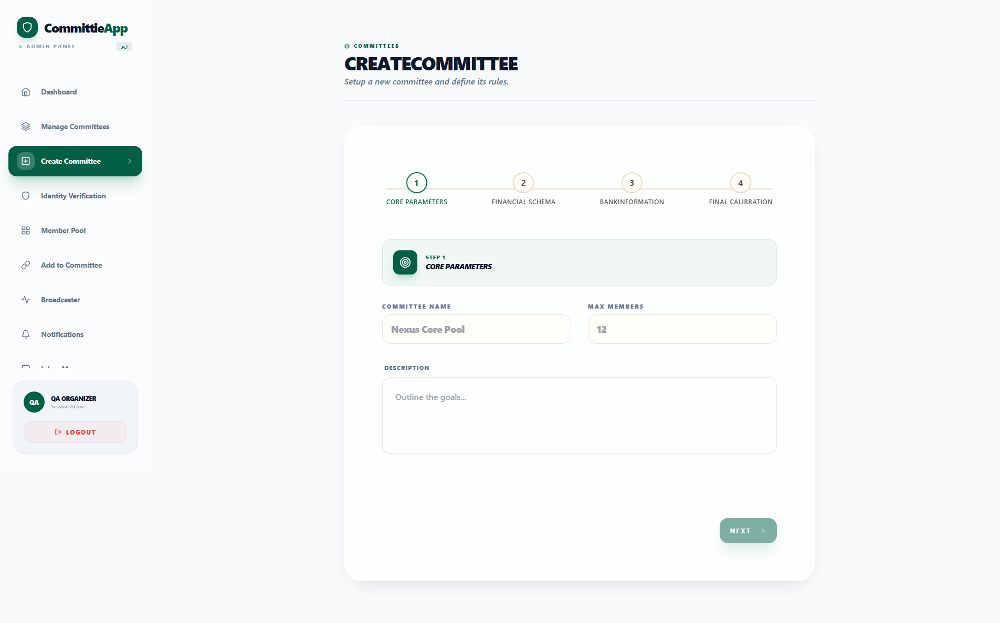 CommittieApp
ADMIN PANEL
اردو
Dashboard
Manage Committees
Create Committee
Identity Verification
Member Pool
Add to Committee
Broadcaster
Notifications
QA
QA ORGANIZER
Session Active
LOGOUT
COMMITTEES
CREATECOMMITTEE
Setup a new committee and define its rules.
1
2
3
4
CORE PARAMETERS
FINANCIAL SCHEMA
BANKINFORMATION
FINAL CALIBRATION
STEP 1
CORE PARAMETERS
COMMITTEE NAME
MAX MEMBERS
Nexus Core Pool
12
DESCRIPTION
Outline the goals...
NEXT